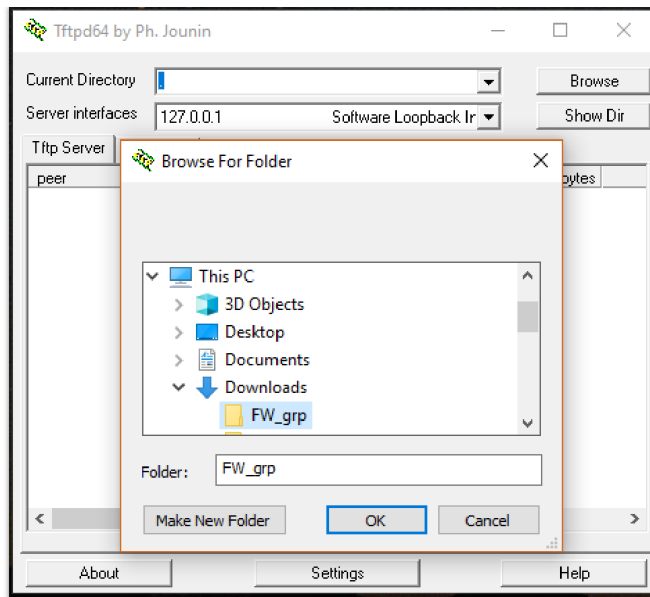 Tftpd64 by Ph. Jounin
Current Directory . Browse
Server interfaces 127.0.0.1 Software Loopback Ir Show Dir
Tftp Server
peer bytes
Browse For Folder
This PC
3D Objects
Desktop
Documents
Downloads
FW_grp
Folder: FW_grp
Make New Folder OK Cancel
About Settings Help